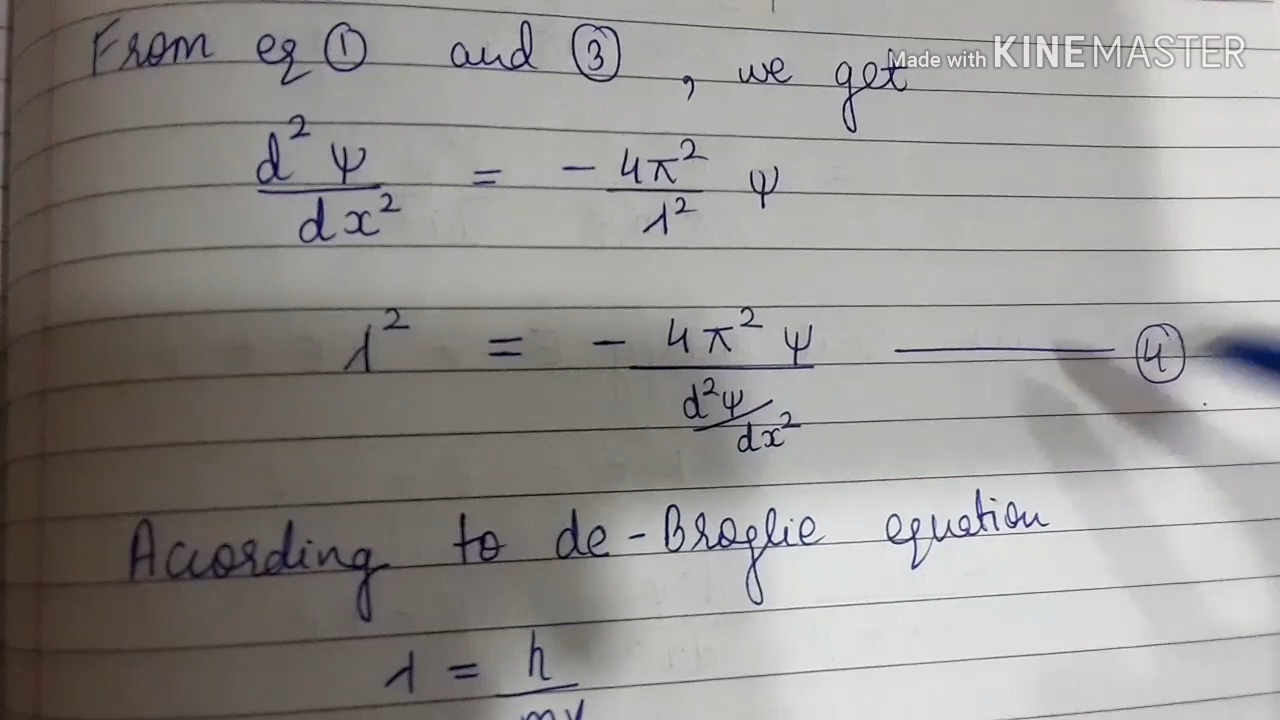 From eq ① and ③, we get
Made with KINEMASTER
d²ψ/dx² = - 4π²/λ² ψ
λ² = - 4π²ψ / d²ψ/dx² ——— ④
According to de-Broglie equation
λ = h/mv